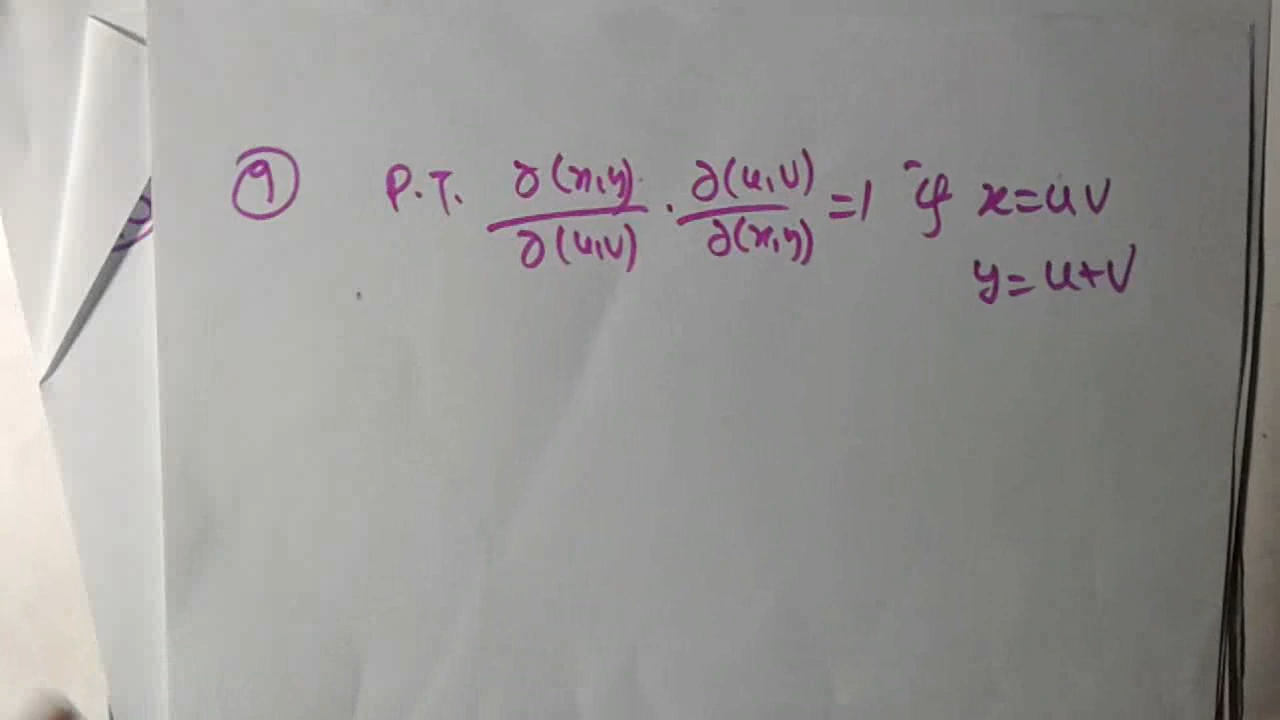 9 P.T. ∂(x,y)/∂(u,v) · ∂(u,v)/∂(x,y) = 1 if x = uv
y = u+v